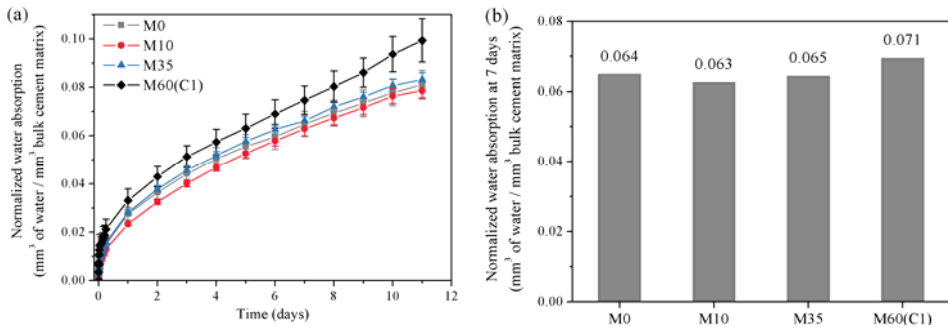 (a)
M0
M10
M35
M60(C1)
Normalized water absorption
(mm³ of water / mm³ bulk cement matrix)
0.10
0.08
0.06
0.04
0.02
0.00
0 2 4 6 8 10 12
Time (days)
(b)
Normalized water absorption at 7 days
(mm³ of water / mm³ bulk cement matrix)
0.08
0.06
0.04
0.02
0.00
0.064
0.063
0.065
0.071
M0 M10 M35 M60(C1)